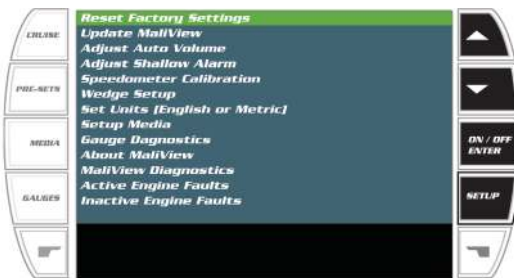 Reset Factory Settings
Update MaliView
Adjust Auto Volume
Adjust Shallow Alarm
Speedometer Calibration
Wedge Setup
Set Units [English or Metric]
Setup Media
Gauge Dagnostics
About MaliView
MaliView Diagnostics
Active Engine Faults
Inactive Engine Faults
CRUISE
PRE-SETS
MEDIA
GAUGES
ON / OFF
ENTER
SETUP